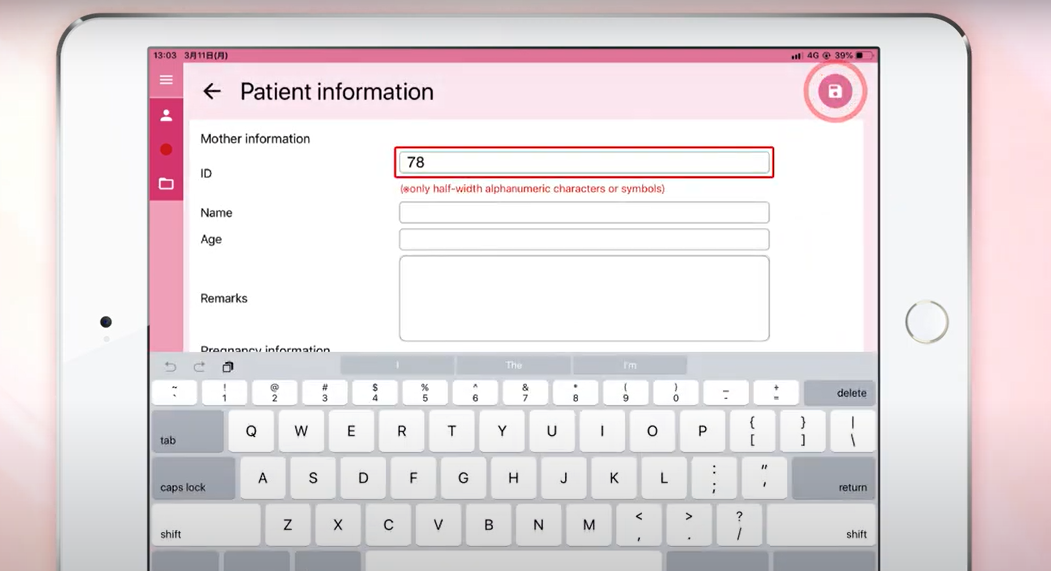 13:03 3月11日(月) 4G 39%
Patient information
Mother information
ID 78
(※only half-width alphanumeric characters or symbols)
Name
Age
Remarks
Pregnancy information
I The I'm
~ ! @ # $ % ^ & * ( ) _ +
` 1 2 3 4 5 6 7 8 9 0 - = delete
tab Q W E R T Y U I O P { [ } ] | \
caps lock A S D F G H J K L : ; " ' return
shift Z X C V B N M < , > . ? / shift